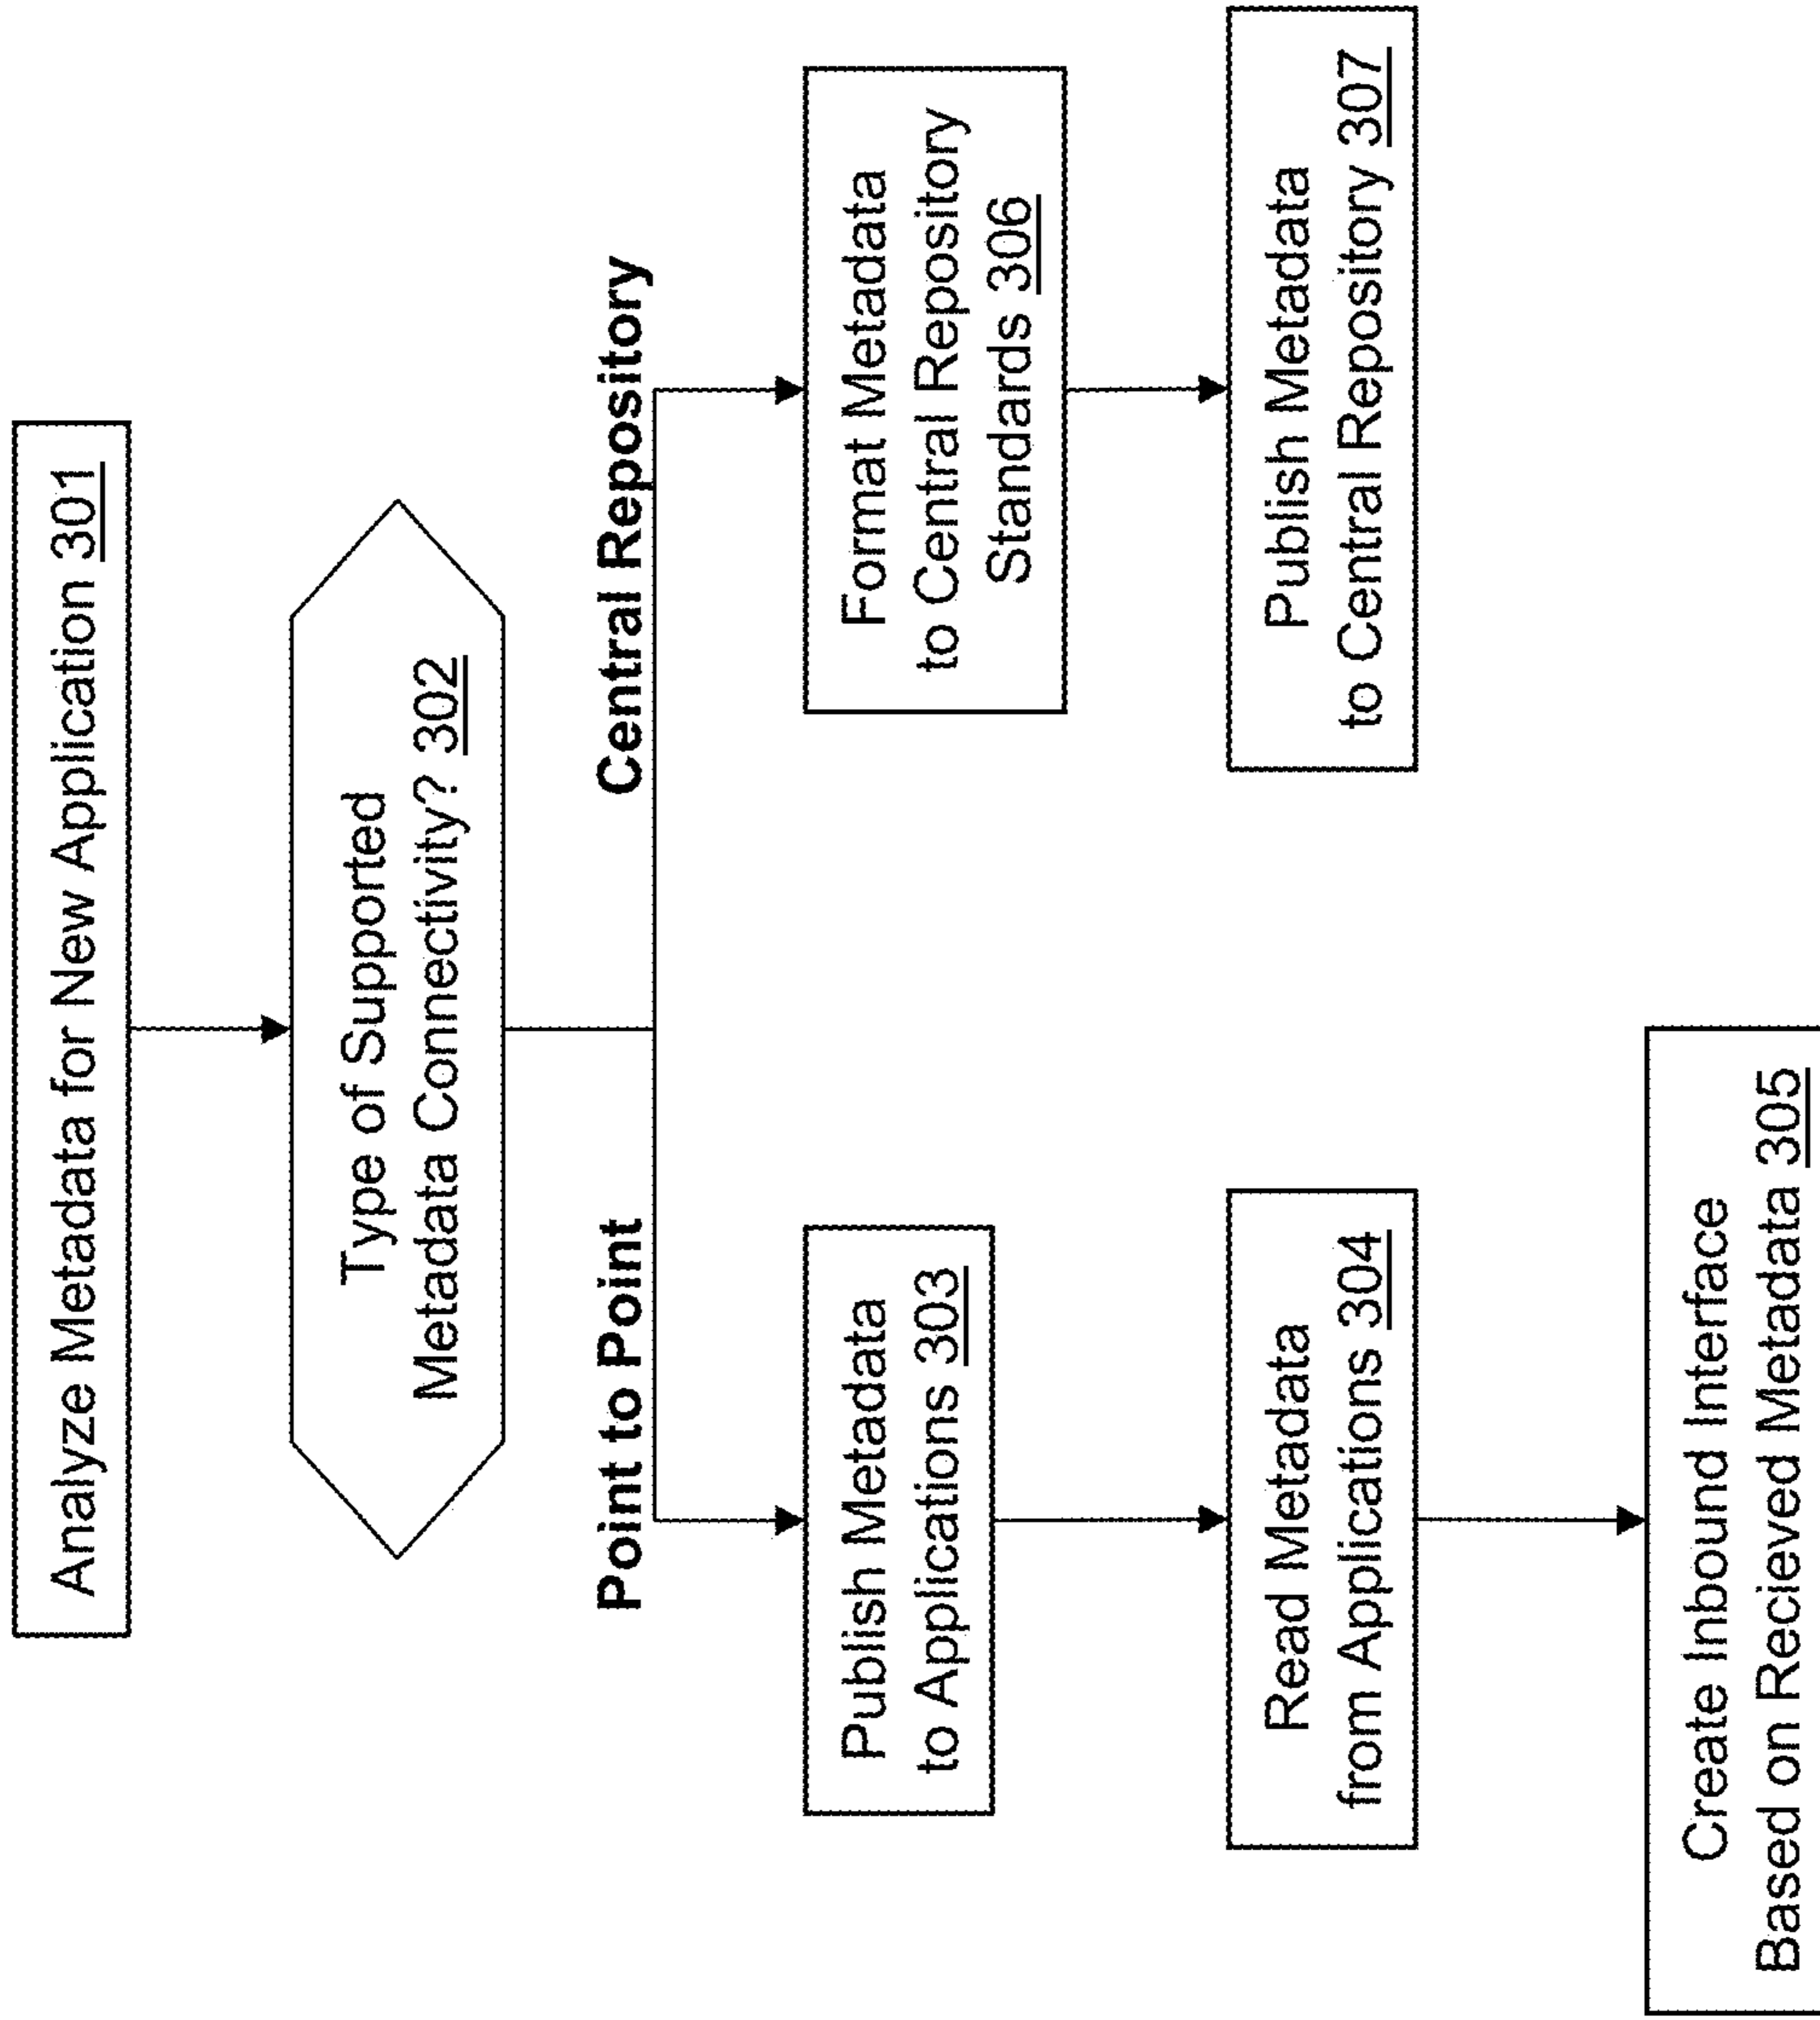 Analyze Metadata for New Application 301
Type of Supported
Metadata Connectivity? 302
Point to Point
Central Repository
Publish Metadata
to Applications 303
Read Metadata
from Applications 304
Create Inbound Interface
Based on Recieved Metadata 305
Format Metadata
to Central Repository
Standards 306
Publish Metadata
to Central Repository 307